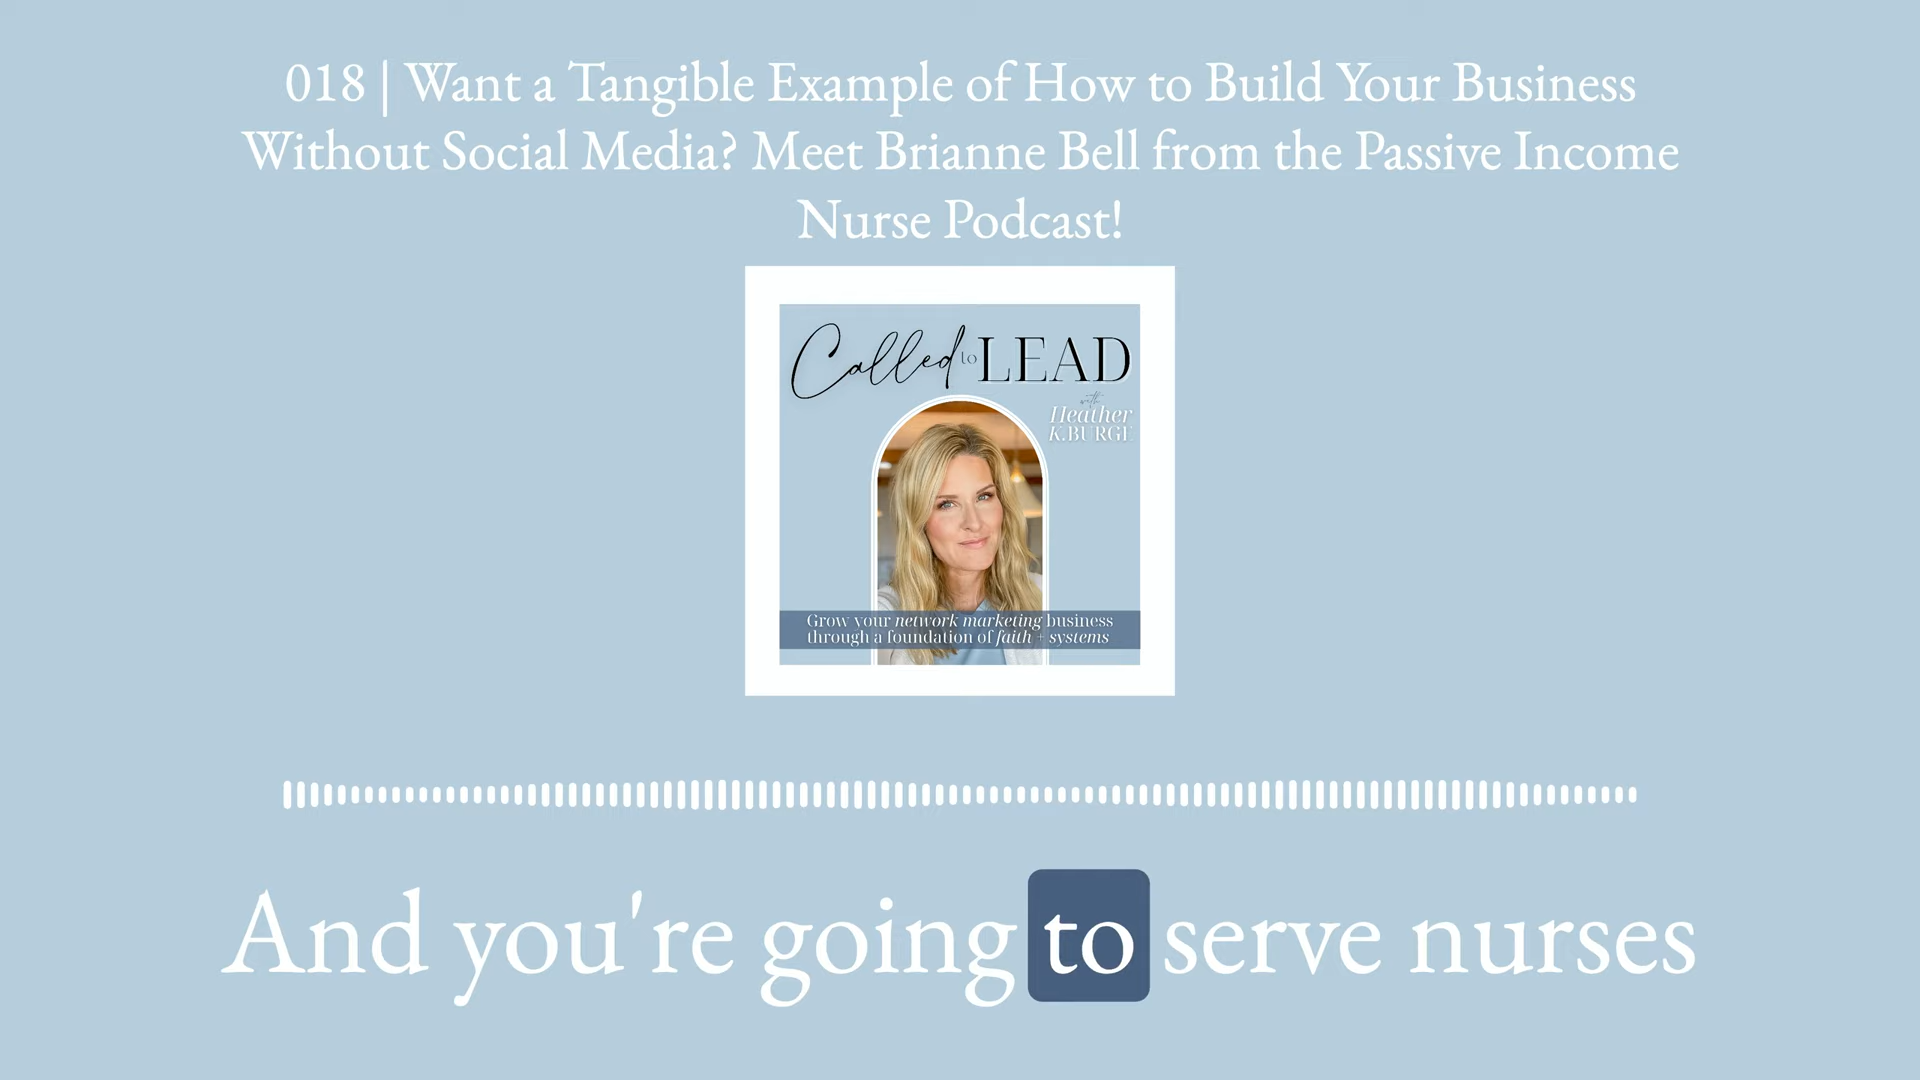 018 | Want a Tangible Example of How to Build Your Business
Without Social Media? Meet Brianne Bell from the Passive Income
Nurse Podcast!
Called to LEAD
with
Heather
K.BURGE
Grow your network marketing business
through a foundation of faith + systems
And you're going to serve nurses